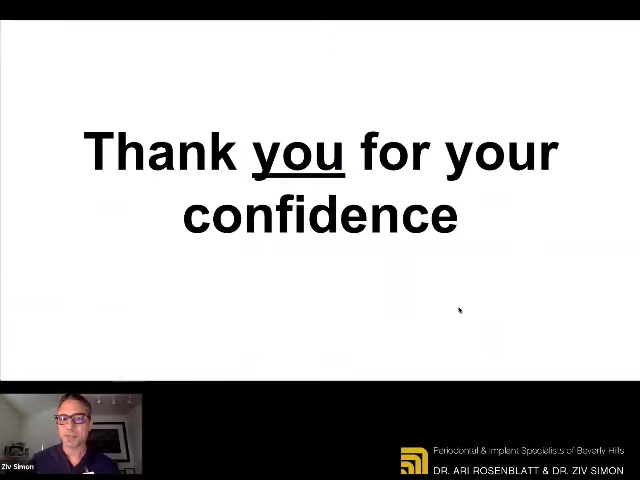 Thank you for your
confidence
Ziv Simon
Periodontal & Implant Specialists of Beverly Hills
DR. ARI ROSENBLATT & DR. ZIV SIMON